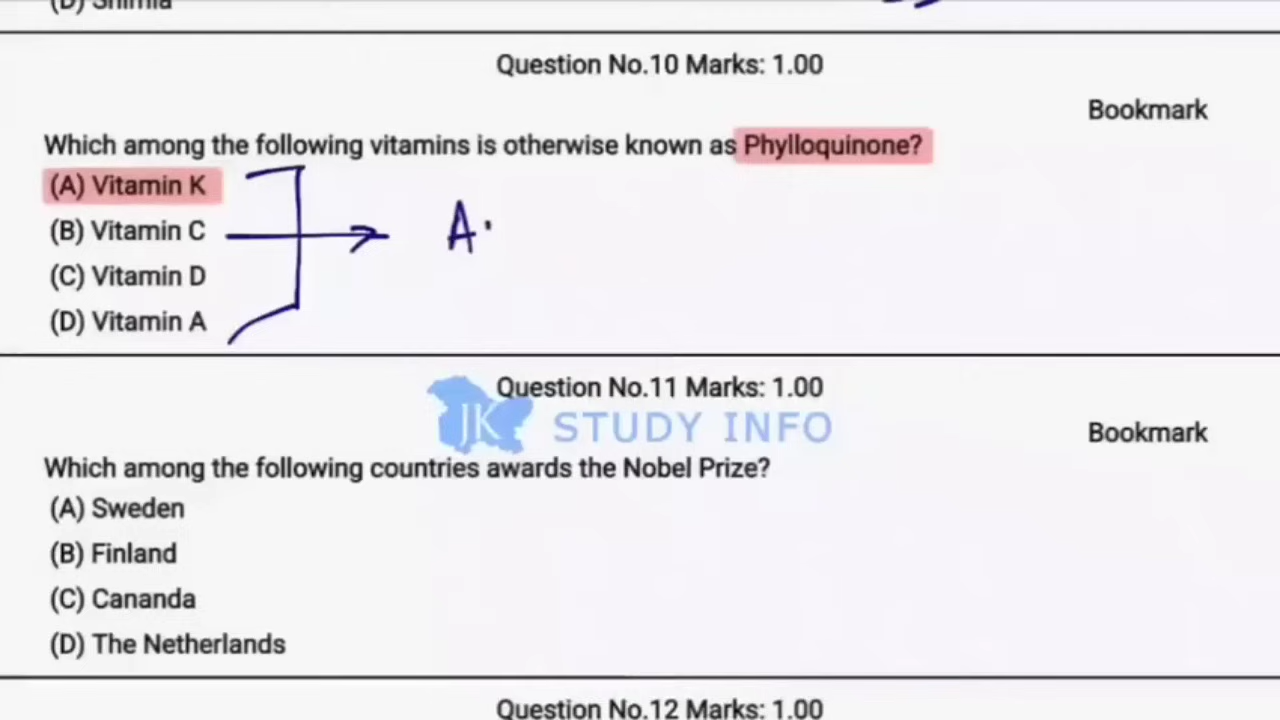 (D) Shimla
Question No.10 Marks: 1.00
Bookmark
Which among the following vitamins is otherwise known as Phylloquinone?
(A) Vitamin K
(B) Vitamin C
(C) Vitamin D
(D) Vitamin A
A.
Question No.11 Marks: 1.00
JK STUDY INFO
Bookmark
Which among the following countries awards the Nobel Prize?
(A) Sweden
(B) Finland
(C) Cananda
(D) The Netherlands
Question No.12 Marks: 1.00